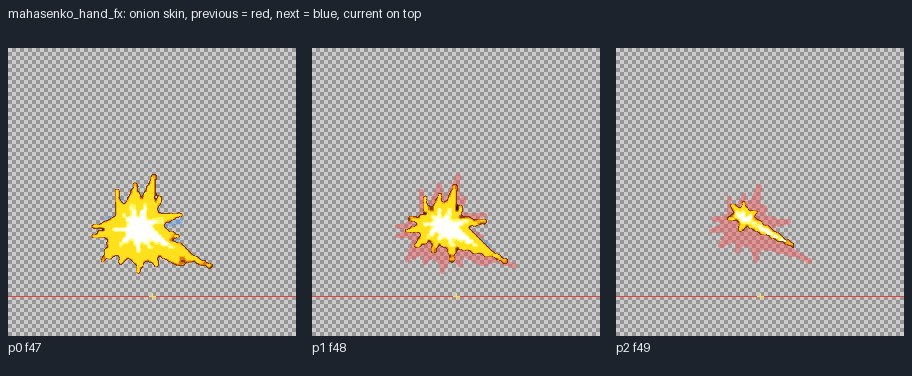 mahasenko_hand_fx: onion skin, previous = red, next = blue, current on top
p0 f47
p1 f48
p2 f49